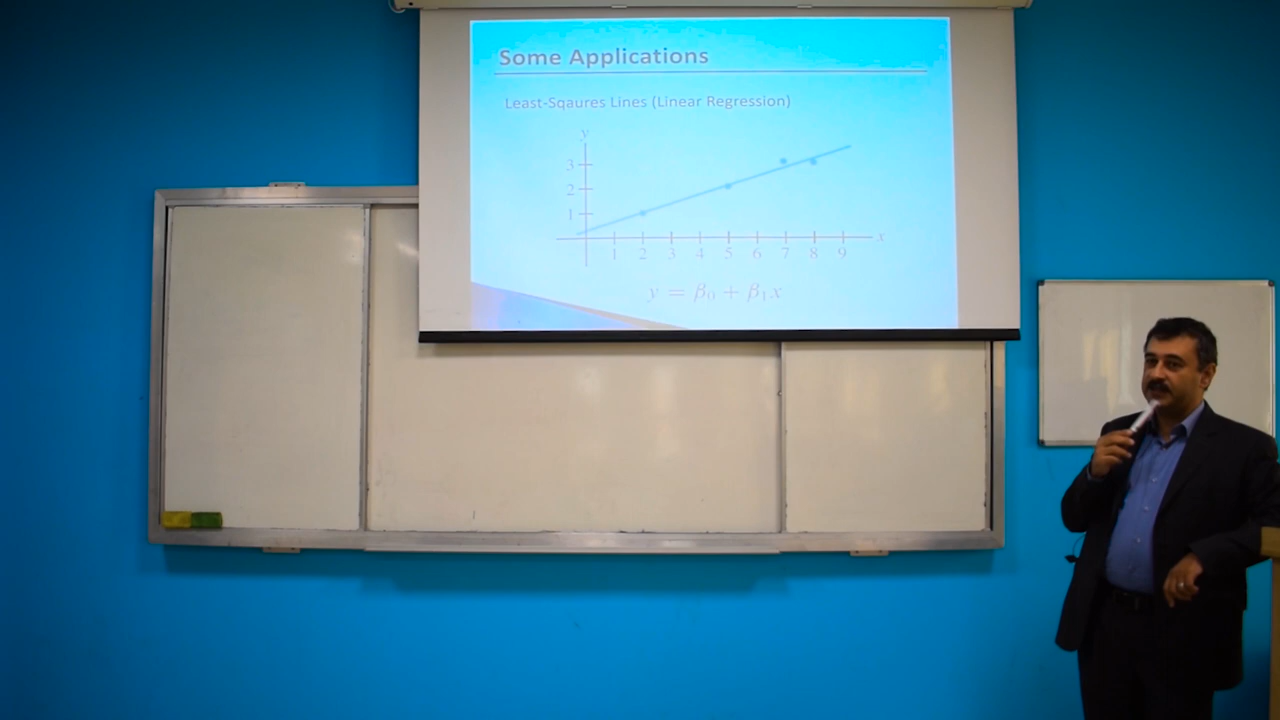 Some Applications
Least-Sqaures Lines (Linear Regression)
y
3
2
1
1 2 3 4 5 6 7 8 9 x
y = β₀ + β₁x